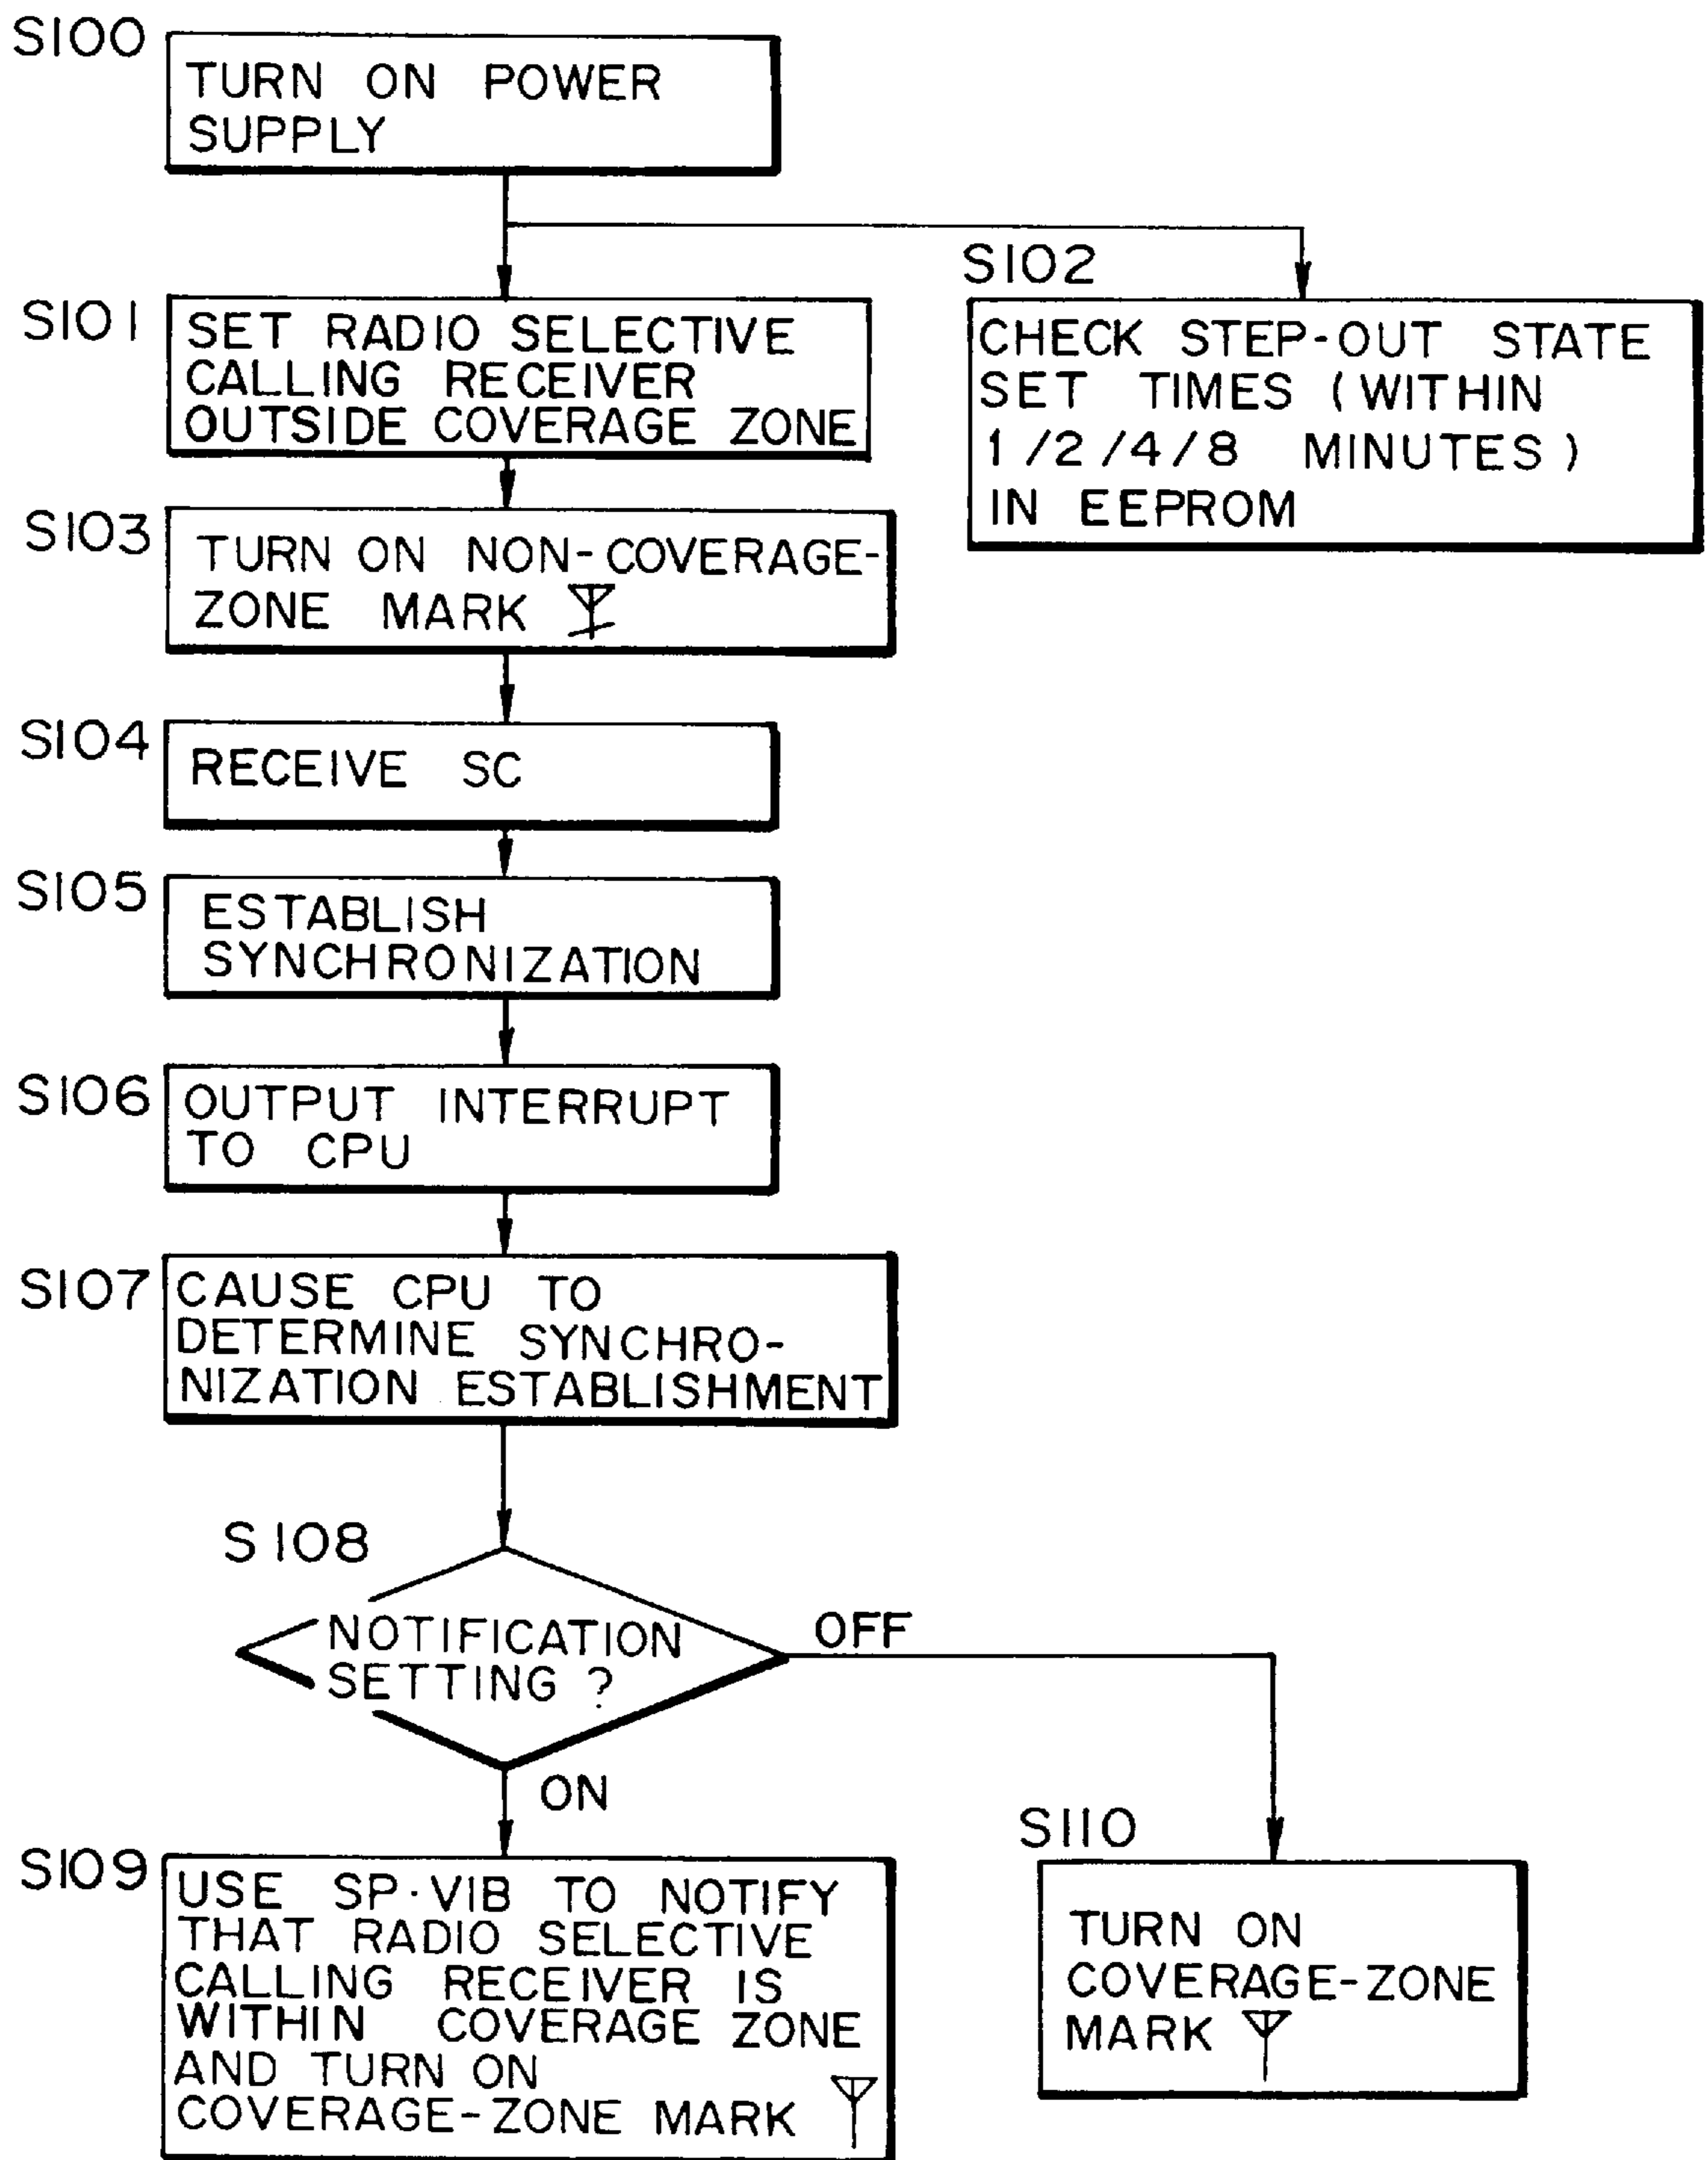 S100
TURN ON POWER
SUPPLY
S101
SET RADIO SELECTIVE
CALLING RECEIVER
OUTSIDE COVERAGE ZONE
S102
CHECK STEP-OUT STATE
SET TIMES (WITHIN
1/2/4/8 MINUTES)
IN EEPROM
S103
TURN ON NON-COVERAGE-
ZONE MARK
S104
RECEIVE SC
S105
ESTABLISH
SYNCHRONIZATION
S106
OUTPUT INTERRUPT
TO CPU
S107
CAUSE CPU TO
DETERMINE SYNCHRO-
NIZATION ESTABLISHMENT
S108
NOTIFICATION
SETTING ?
OFF
ON
S109
USE SP·VIB TO NOTIFY
THAT RADIO SELECTIVE
CALLING RECEIVER IS
WITHIN COVERAGE ZONE
AND TURN ON
COVERAGE-ZONE MARK
S110
TURN ON
COVERAGE-ZONE
MARK